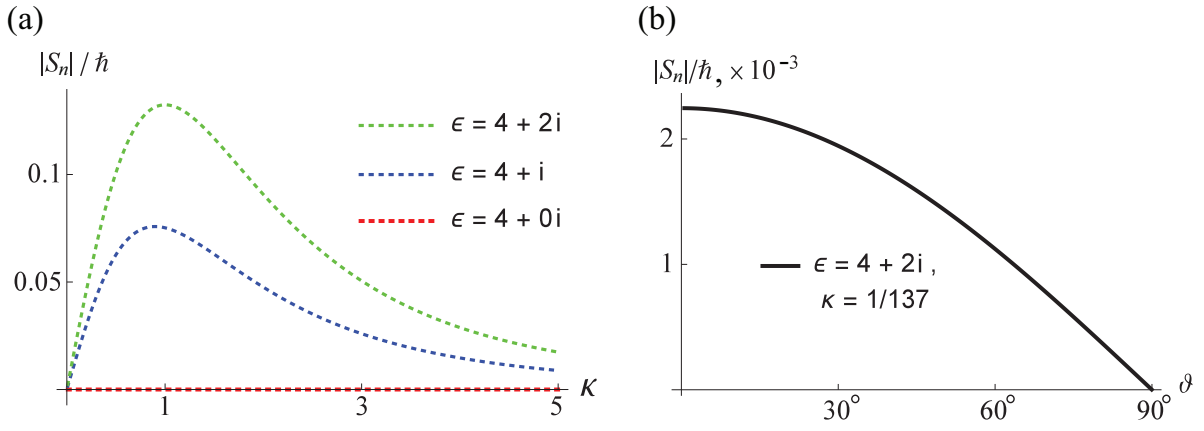 (a)
|Sₙ| / ℏ
0.1
0.05
1
3
5
κ
ϵ = 4 + 2i
ϵ = 4 + i
ϵ = 4 + 0i
(b)
|Sₙ|/ℏ, ×10⁻³
2
1
ϵ = 4 + 2i ,
κ = 1/137
30°
60°
90°
ϑ